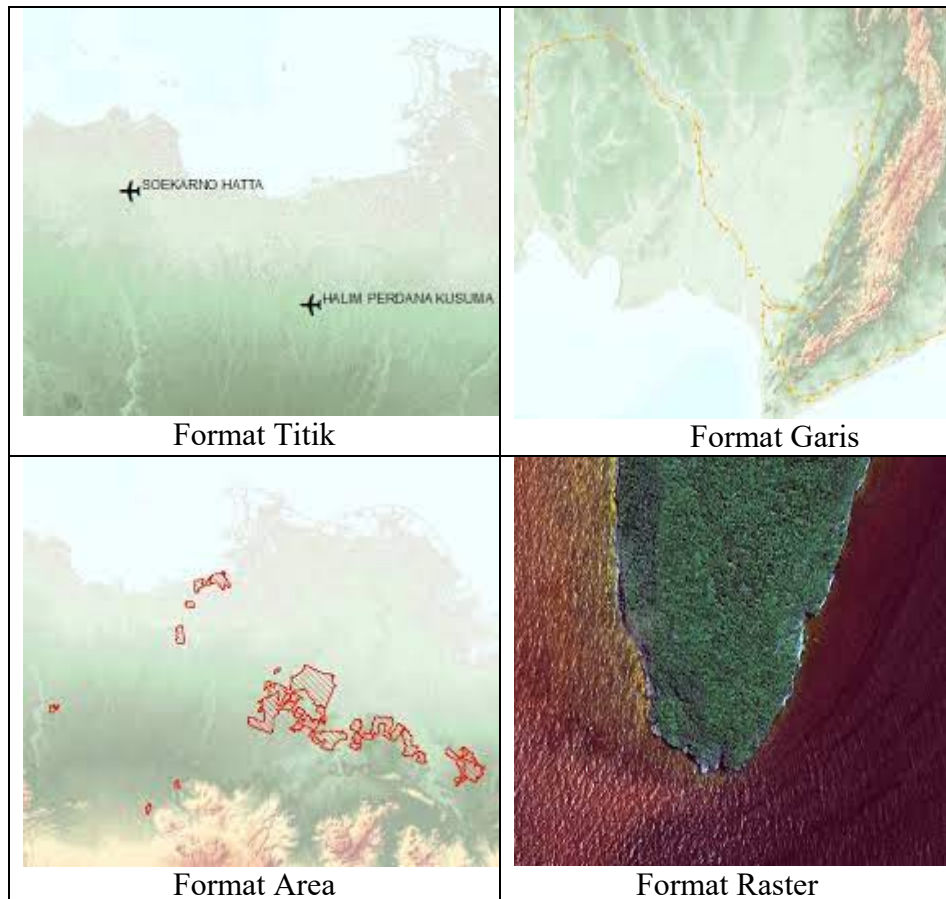 SOEKARNO HATTA
HALIM PERDANA KUSUMA
Format Titik
Format Garis
Format Area
Format Raster